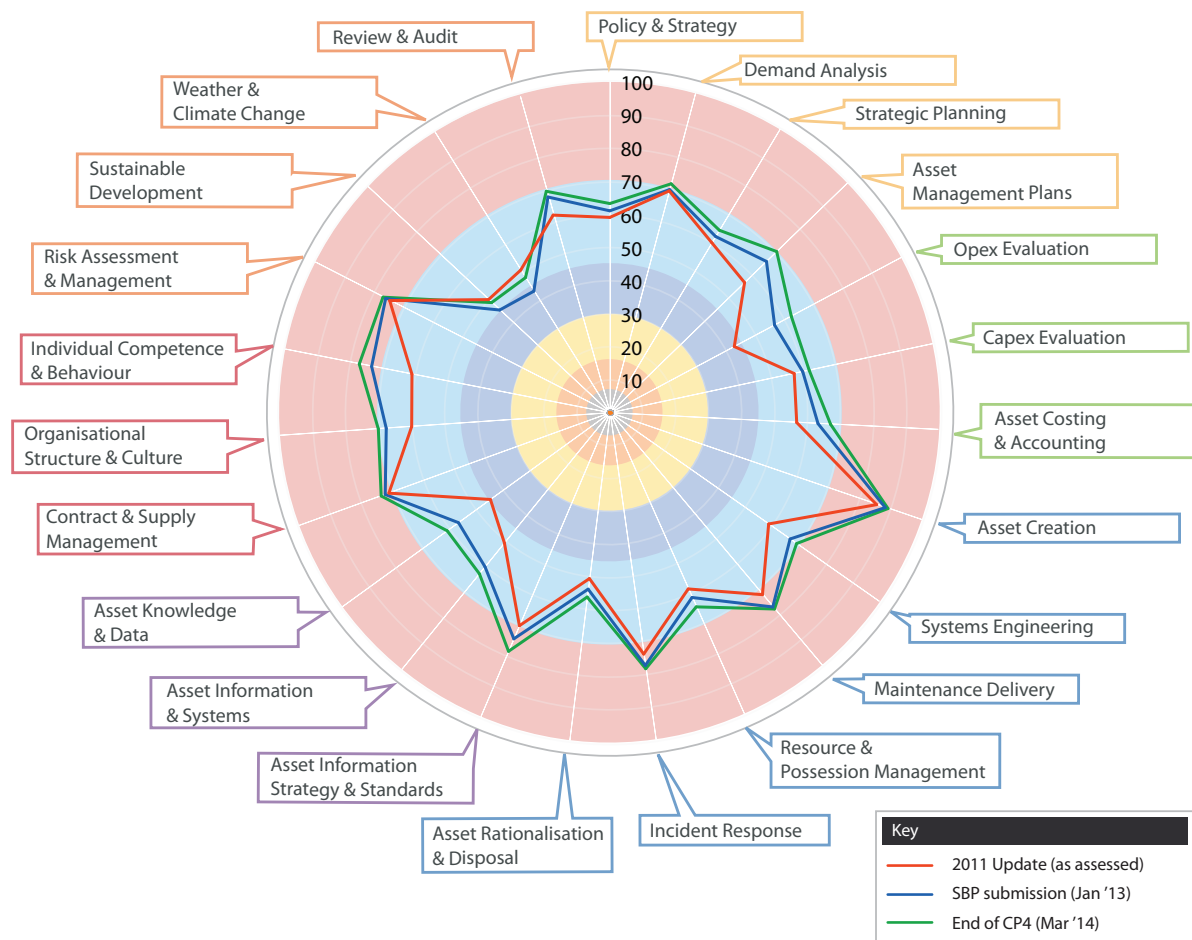 Policy & Strategy
Review & Audit
Demand Analysis
Weather &
Climate Change
Strategic Planning
Sustainable
Development
Asset
Management Plans
Risk Assessment
& Management
Opex Evaluation
Individual Competence
& Behaviour
Capex Evaluation
Organisational
Structure & Culture
Asset Costing
& Accounting
Contract & Supply
Management
Asset Creation
Asset Knowledge
& Data
Systems Engineering
Asset Information
& Systems
Maintenance Delivery
Asset Information
Strategy & Standards
Resource &
Possession Management
Asset Rationalisation
& Disposal
Incident Response
100
90
80
70
60
50
40
30
20
10
Key
2011 Update (as assessed)
SBP submission (Jan ’13)
End of CP4 (Mar ’14)